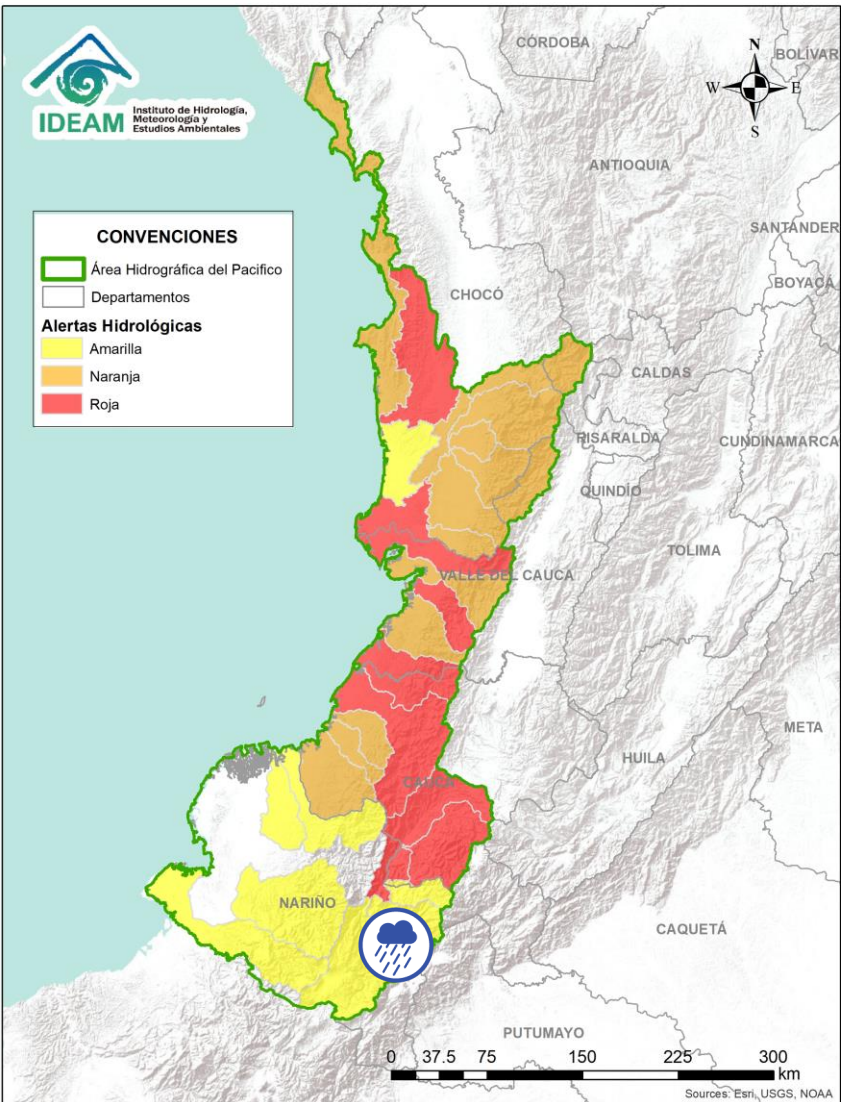 IDEAM
Instituto de Hidrología,
Meteorología y
Estudios Ambientales
N
W
E
S
CÓRDOBA
BOLÍVAR
ANTIOQUIA
SANTANDER
BOYACÁ
CHOCÓ
CONVENCIONES
Área Hidrográfica del Pacifico
Departamentos
Alertas Hidrológicas
Amarilla
Naranja
Roja
CALDAS
RISARALDA
CUNDINAMARCA
QUINDÍO
TOLIMA
VALLE DEL CAUCA
META
HUILA
CAUCA
NARIÑO
CAQUETÁ
PUTUMAYO
0 37.5 75 150 225 300
km
Sources: Esri, USGS, NOAA